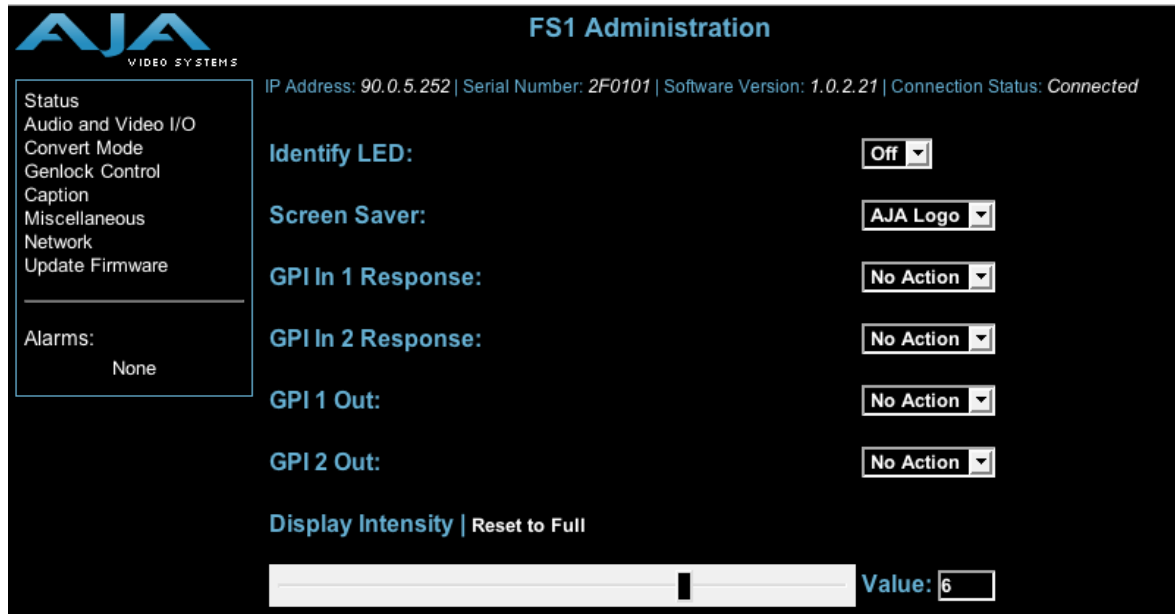 AJA
VIDEO SYSTEMS
FS1 Administration
IP Address: 90.0.5.252 | Serial Number: 2F0101 | Software Version: 1.0.2.21 | Connection Status: Connected
Status
Audio and Video I/O
Convert Mode
Genlock Control
Caption
Miscellaneous
Network
Update Firmware
Alarms:
None
Identify LED: Off
Screen Saver: AJA Logo
GPI In 1 Response: No Action
GPI In 2 Response: No Action
GPI 1 Out: No Action
GPI 2 Out: No Action
Display Intensity | Reset to Full
Value: 6